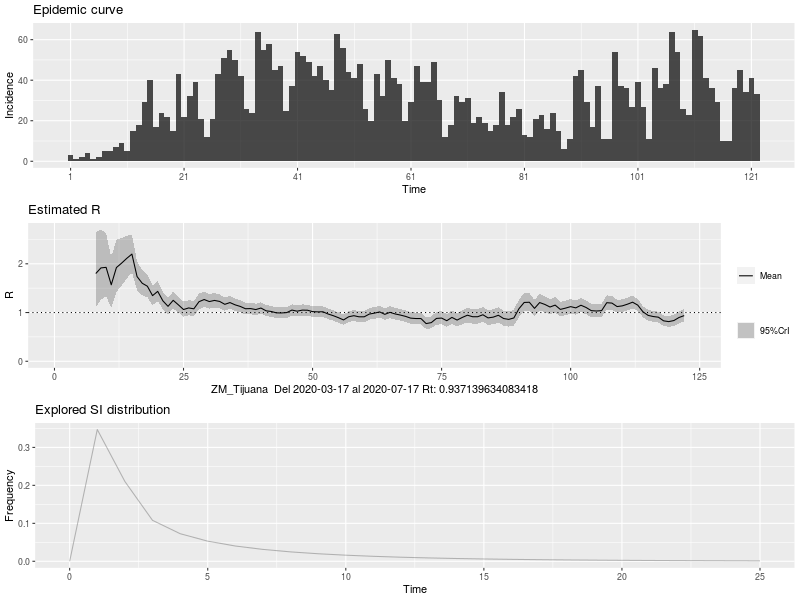 Epidemic curve
60
40
20
0
Incidence
1 21 41 61 81 101 121
Time
Estimated R
2
1
0
R
Mean
95%CrI
0 25 50 75 100 125
ZM_Tijuana Del 2020-03-17 al 2020-07-17 Rt: 0.937139634083418
Explored SI distribution
0.3
0.2
0.1
0.0
Frequency
0 5 10 15 20 25
Time